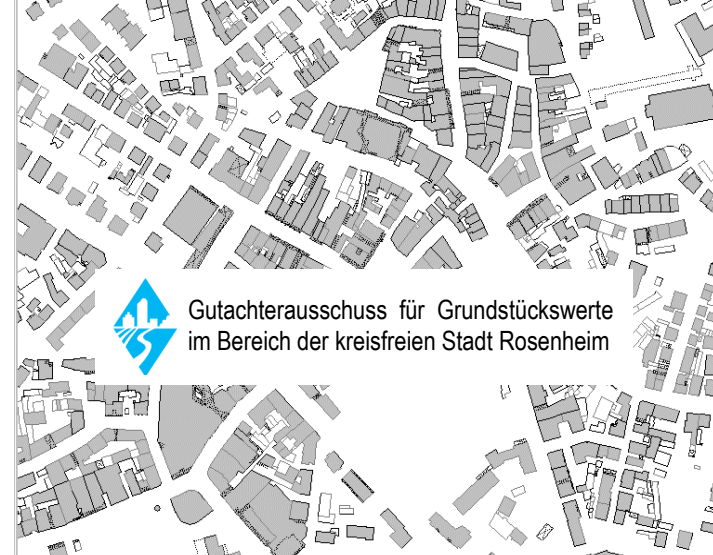 Gutachterausschuss für Grundstückswerte
im Bereich der kreisfreien Stadt Rosenheim